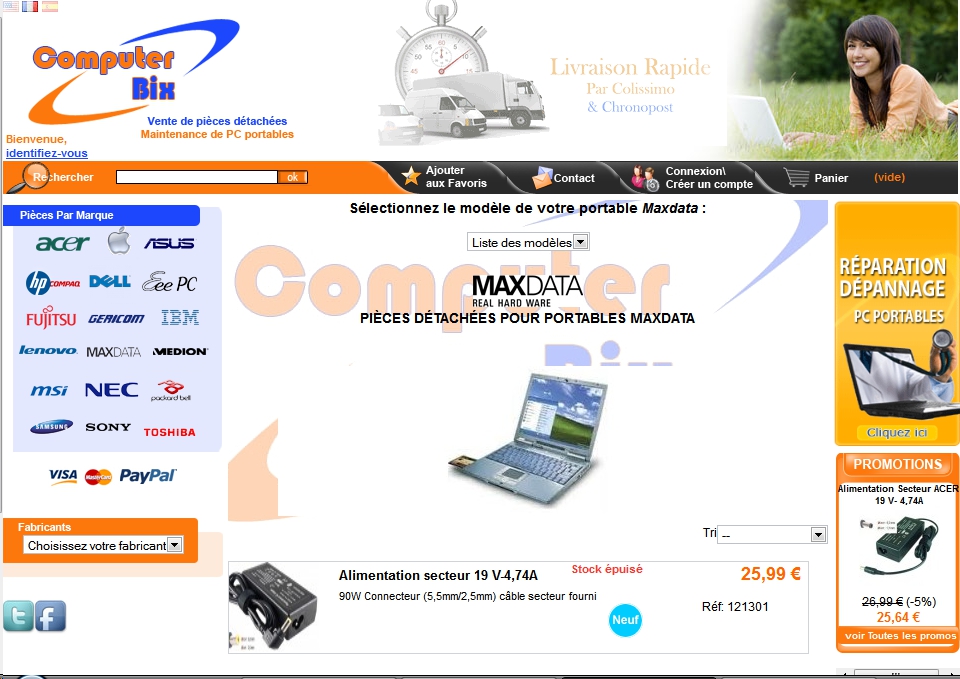 Computer
Bix
Vente de pièces détachées
Maintenance de PC portables
Bienvenue,
identifiez-vous
60
Livraison Rapide
Par Colissimo
& Chronopost
Rechercher
ok
Ajouter
aux Favoris
Contact
Connexion\
Créer un compte
Panier
(vide)
Pièces Par Marque
acer
ASUS
hp COMPAQ
DELL
Eee PC
FUJITSU
GERICOM
IBM
lenovo
MAXDATA
MEDION
msi
NEC
packard bell
SAMSUNG
SONY
TOSHIBA
VISA
MasterCard
PayPal
Fabricants
Choisissez votre fabricant
Sélectionnez le modèle de votre portable Maxdata :
Liste des modèles
Computer
Bix
MAXDATA
REAL HARD WARE
PIÈCES DÉTACHÉES POUR PORTABLES MAXDATA
Tri
--
Alimentation secteur 19 V-4,74A
90W Connecteur (5,5mm/2,5mm) câble secteur fourni
Stock épuisé
Neuf
25,99 €
Réf: 121301
RÉPARATION
DÉPANNAGE
PC PORTABLES
Cliquez ici
PROMOTIONS
Alimentation Secteur ACER
19 V- 4,74A
26,99 € (-5%)
25,64 €
voir Toutes les promos